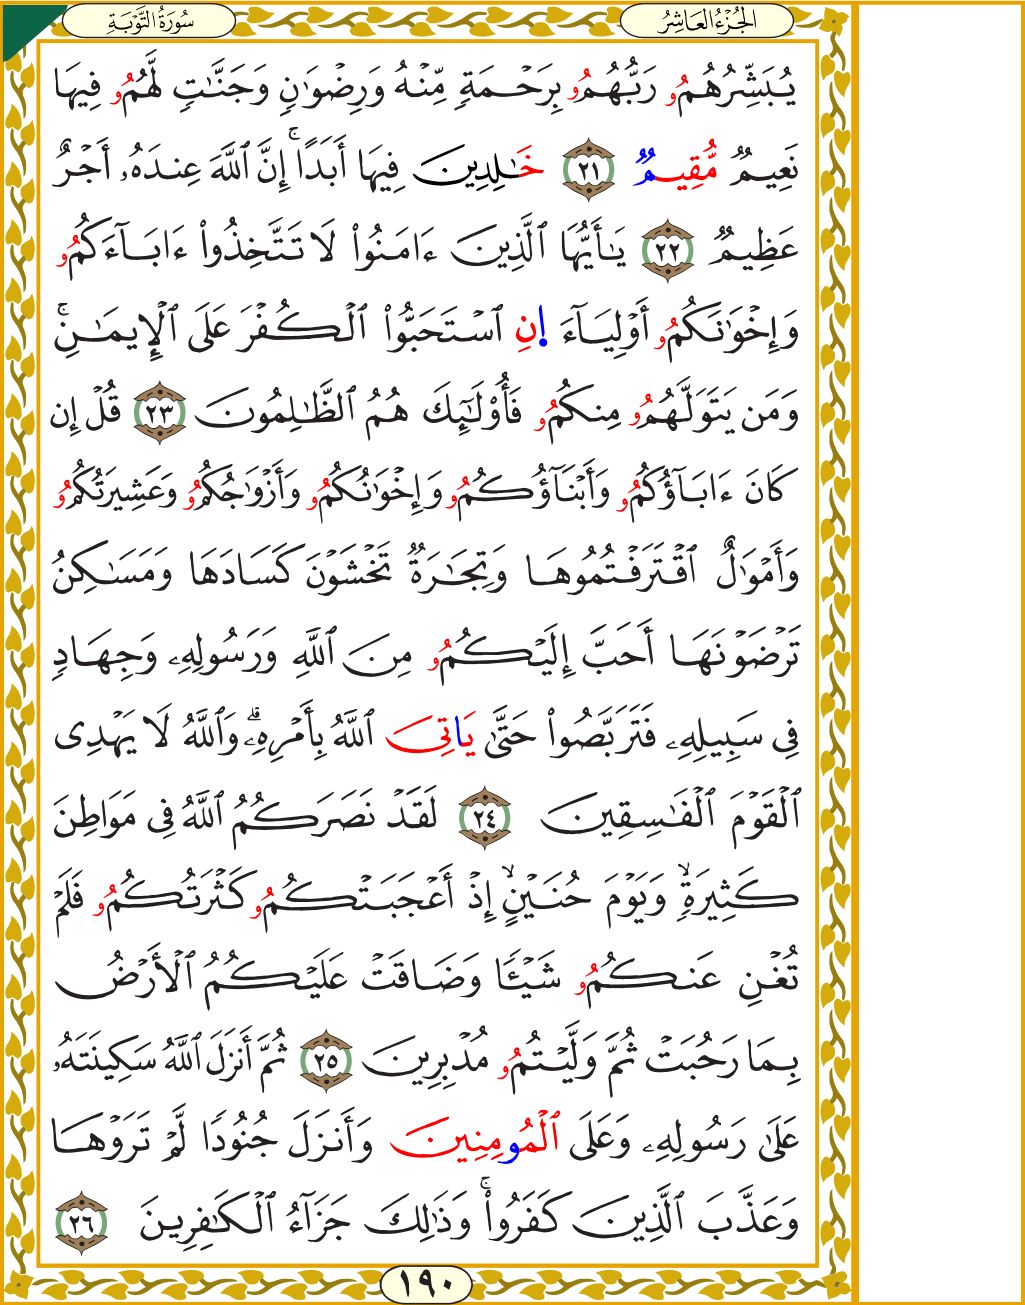 الجُزْءُ العَاشِرُ
سُورَةُ التَّوْبَةِ
يُبَشِّرُهُمُو رَبُّهُمُو بِرَحْمَةٍ مِّنْهُ وَرِضْوَٰنٍ وَجَنَّٰتٍ لَّهُمُو فِيهَا
نَعِيمٌ مُّقِيمٌ ٢١ خَٰلِدِينَ فِيهَا أَبَدًا ۚ إِنَّ ٱللَّهَ عِندَهُۥ أَجْرٌ
عَظِيمٌ ٢٢ يَٰٓأَيُّهَا ٱلَّذِينَ ءَامَنُوا۟ لَا تَتَّخِذُوٓا۟ ءَابَآءَكُمُو
وَإِخْوَٰنَكُمُو أَوْلِيَآءَ إِنِ ٱسْتَحَبُّوا۟ ٱلْكُفْرَ عَلَى ٱلْإِيمَٰنِ ۚ
وَمَن يَتَوَلَّهُمُو مِنكُمُو فَأُو۟لَٰٓئِكَ هُمُ ٱلظَّٰلِمُونَ ٢٣ قُلْ إِن
كَانَ ءَابَآؤُكُمُو وَأَبْنَآؤُكُمُو وَإِخْوَٰنُكُمُو وَأَزْوَٰجُكُمُو وَعَشِيرَتُكُمُو
وَأَمْوَٰلٌ ٱقْتَرَفْتُمُوهَا وَتِجَٰرَةٌ تَخْشَوْنَ كَسَادَهَا وَمَسَٰكِنُ
تَرْضَوْنَهَا أَحَبَّ إِلَيْكُمُو مِنَ ٱللَّهِ وَرَسُولِهِۦ وَجِهَادٍ
فِى سَبِيلِهِۦ فَتَرَبَّصُوا۟ حَتَّىٰ يَاتِىَ ٱللَّهُ بِأَمْرِهِۦ ۗ وَٱللَّهُ لَا يَهْدِى
ٱلْقَوْمَ ٱلْفَٰسِقِينَ ٢٤ لَقَدْ نَصَرَكُمُ ٱللَّهُ فِى مَوَاطِنَ
كَثِيرَةٍ ۙ وَيَوْمَ حُنَيْنٍ ۙ إِذْ أَعْجَبَتْكُمُو كَثْرَتُكُمُو فَلَمْ
تُغْنِ عَنكُمُو شَيْـًٔا وَضَاقَتْ عَلَيْكُمُ ٱلْأَرْضُ
بِمَا رَحُبَتْ ثُمَّ وَلَّيْتُمُو مُدْبِرِينَ ٢٥ ثُمَّ أَنزَلَ ٱللَّهُ سَكِينَتَهُۥ
عَلَىٰ رَسُولِهِۦ وَعَلَى ٱلْمُومِنِينَ وَأَنزَلَ جُنُودًا لَّمْ تَرَوْهَا
وَعَذَّبَ ٱلَّذِينَ كَفَرُوا۟ ۚ وَذَٰلِكَ جَزَآءُ ٱلْكَٰفِرِينَ ٢٦
١٩٠